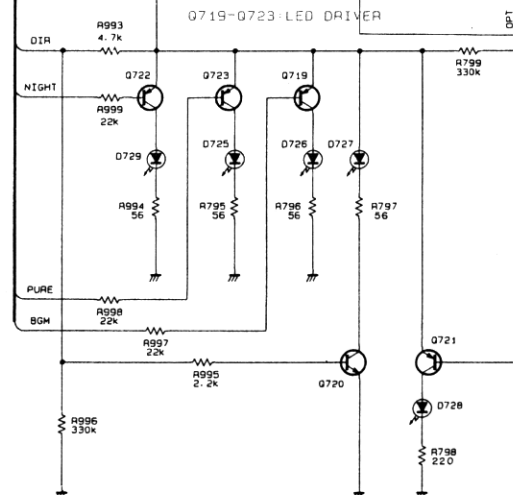 Q719-Q723:LED DRIVER
OPT
R993
4.7k
DIR
R799
330k
Q722
Q723
Q719
NIGHT
R999
22k
D729
D725
D726
D727
R994
56
R795
56
R796
56
R797
56
PURE
R998
22k
BGM
R997
22k
Q721
R995
2.2k
Q720
D728
R996
330k
R798
220